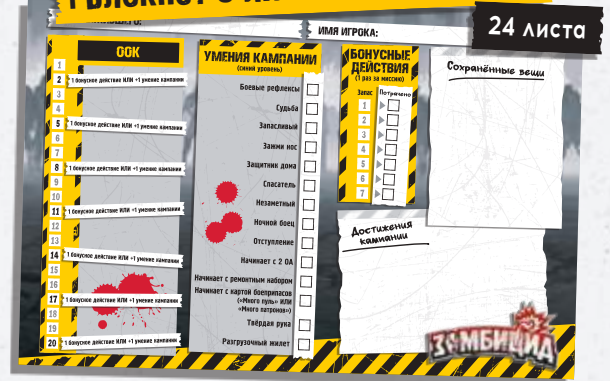 24 листа
ИМЯ ИГРОКА:
ООК
1
2 1 бонусное действие ИЛИ +1 умение кампании
3
4
5 1 бонусное действие ИЛИ +1 умение кампании
6
7
8 1 бонусное действие ИЛИ +1 умение кампании
9
10
11 1 бонусное действие ИЛИ +1 умение кампании
12
13
14 1 бонусное действие ИЛИ +1 умение кампании
15
16
17 1 бонусное действие ИЛИ +1 умение кампании
18
19
20 1 бонусное действие ИЛИ +1 умение кампании
УМЕНИЯ КАМПАНИИ
(синий уровень)
Боевые рефлексы
Судьба
Запасливый
Зажми нос
Защитник дома
Спасатель
Незаметный
Ночной боец
Отступление
Начинает с 2 ОА
Начинает с ремонтным набором
Начинает с картой боеприпасов
(«Много пуль» ИЛИ
«Много патронов»)
Твёрдая рука
Разгрузочный жилет
БОНУСНЫЕ
ДЕЙСТВИЯ
(1 раз за миссию)
Запас Потрачено
1
2
3
4
5
6
7
Сохранённые вещи
Достижения
кампании
ЗОМБИЦИД